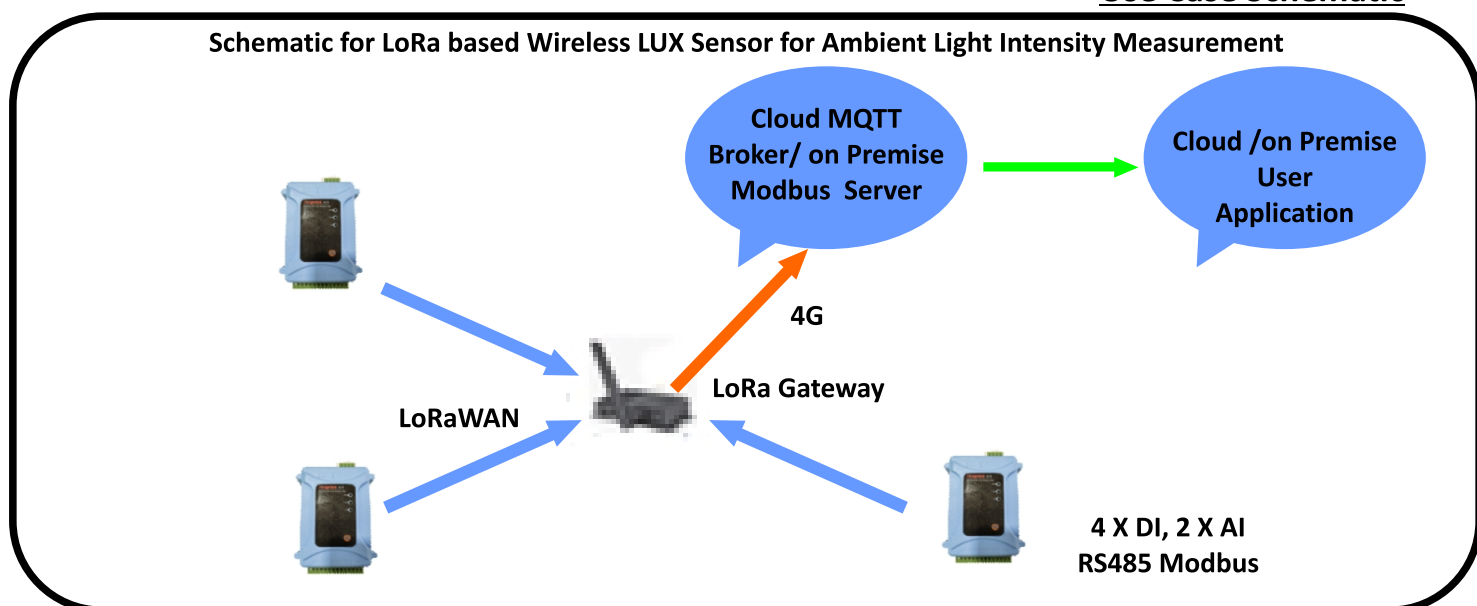 Schematic for LoRa based Wireless LUX Sensor for Ambient Light Intensity Measurement
Cloud MQTT
Broker/ on Premise
Modbus  Server
Cloud /on Premise
User
Application
4G
LoRa Gateway
LoRaWAN
4 X DI, 2 X AI
RS485 Modbus